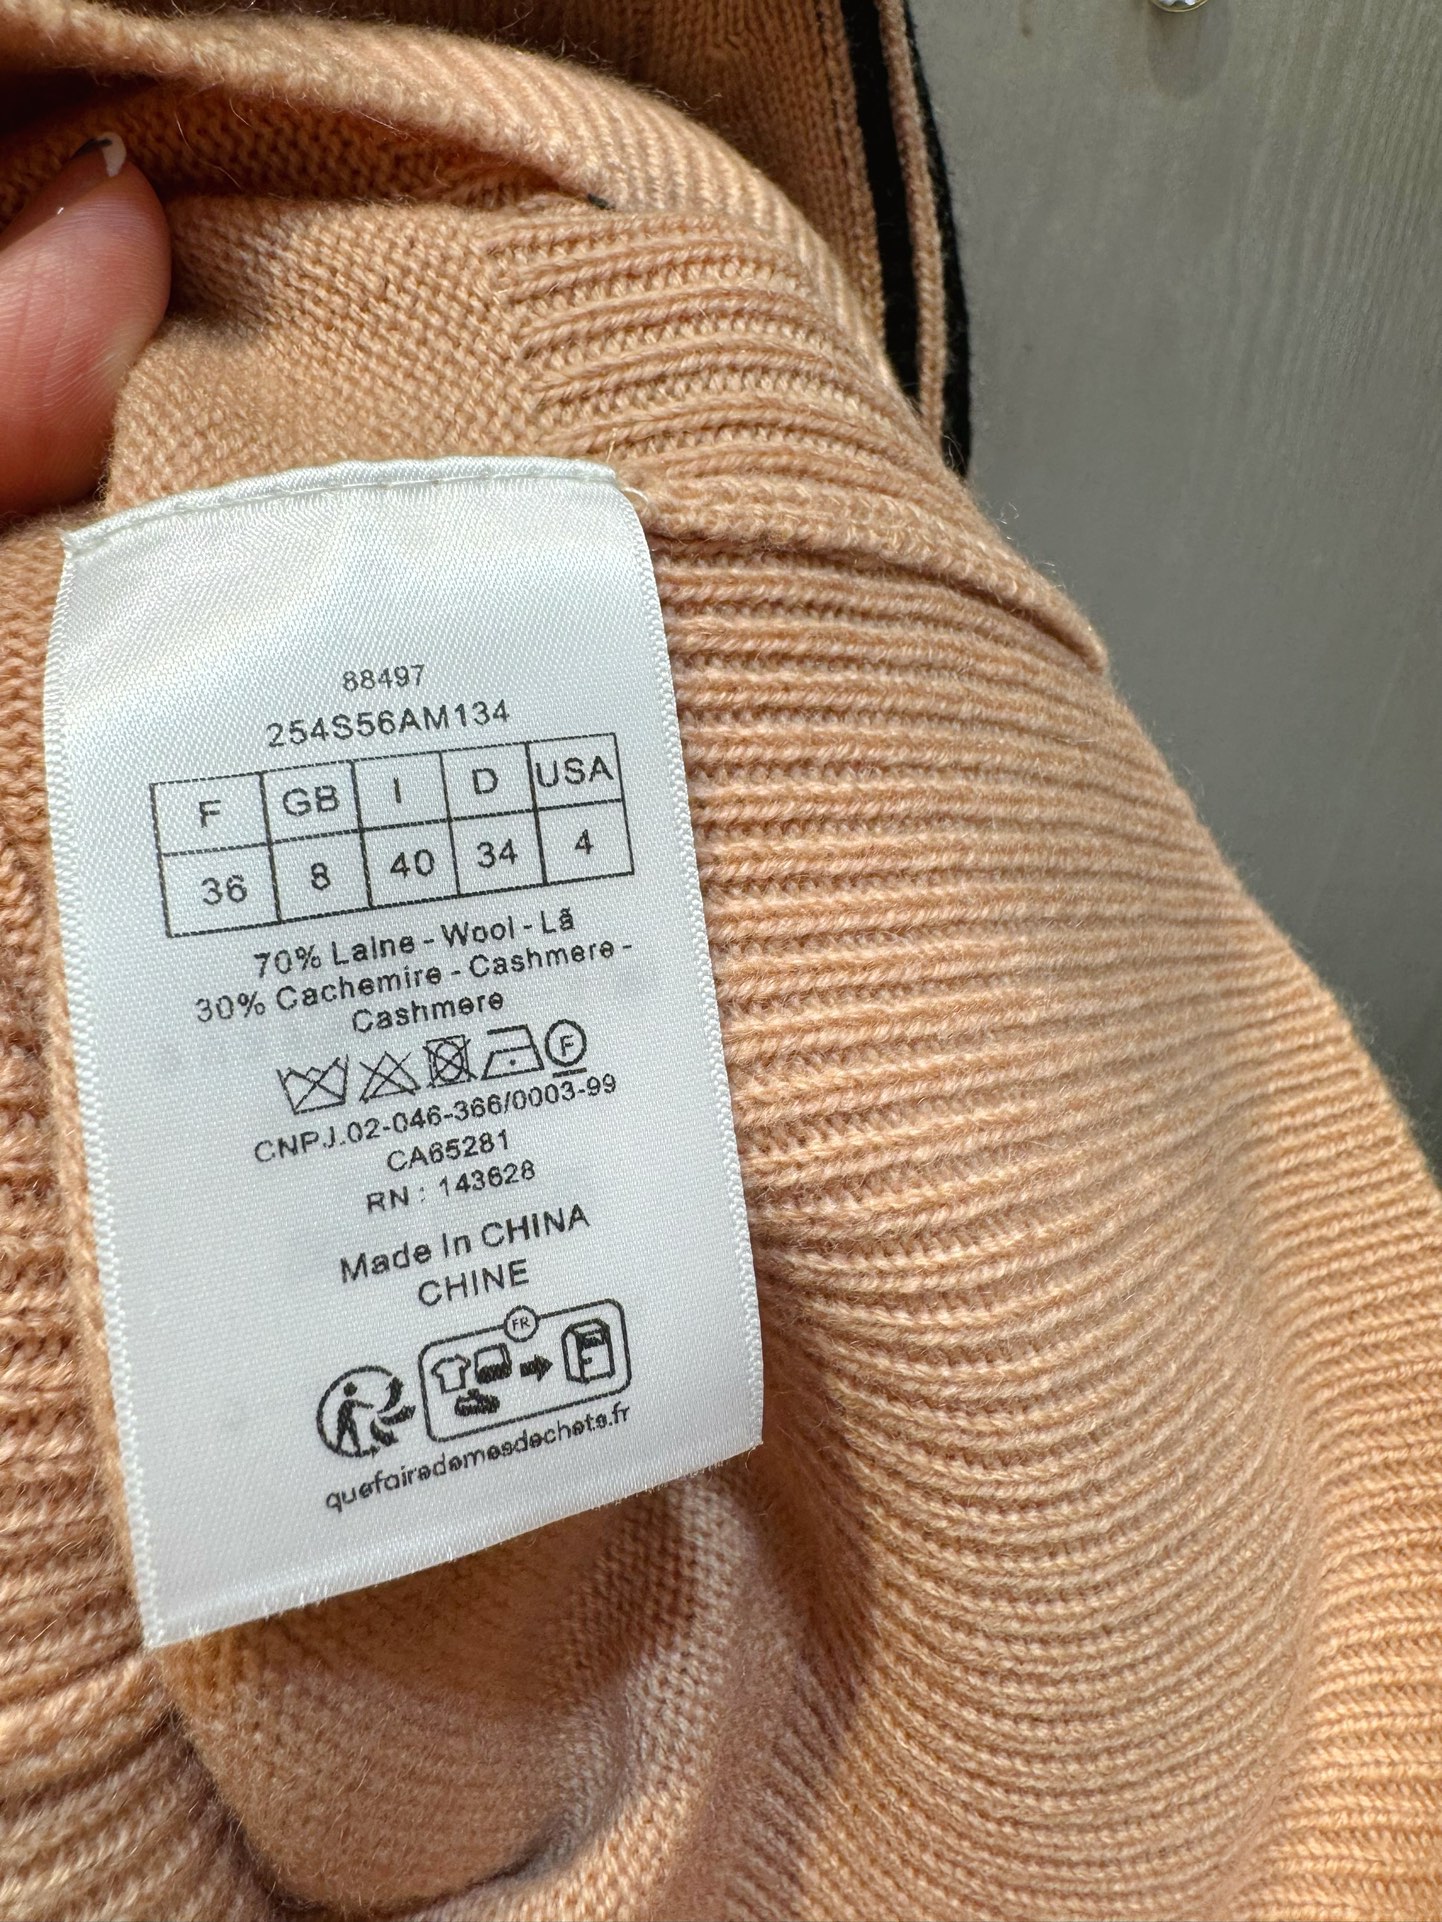 88497
254S56AM134
F GB I D USA
36 8 40 34 4
70% Laine - Wool - Lã
30% Cachemire - Cashmere -
Cashmere
F
CNPJ.02-046-366/0003-99
CA65281
RN : 143628
Made In CHINA
CHINE
FR
quefairedemesdechets.fr